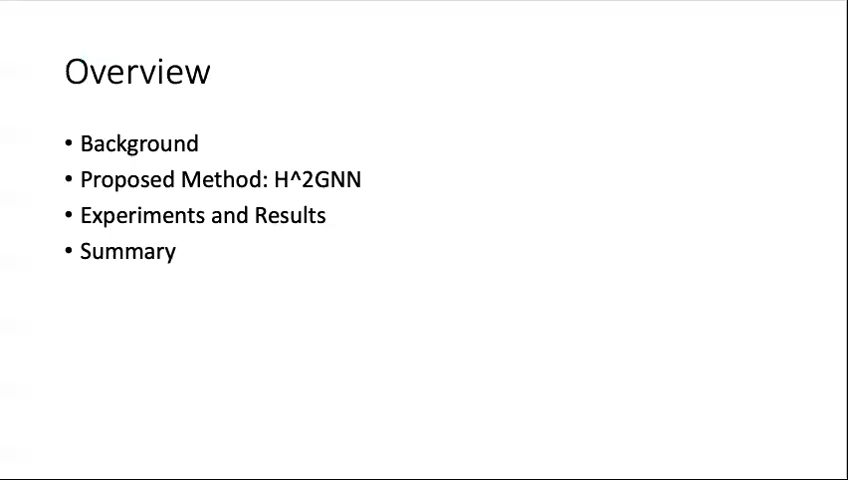 Overview
• Background
• Proposed Method: H^2GNN
• Experiments and Results
• Summary